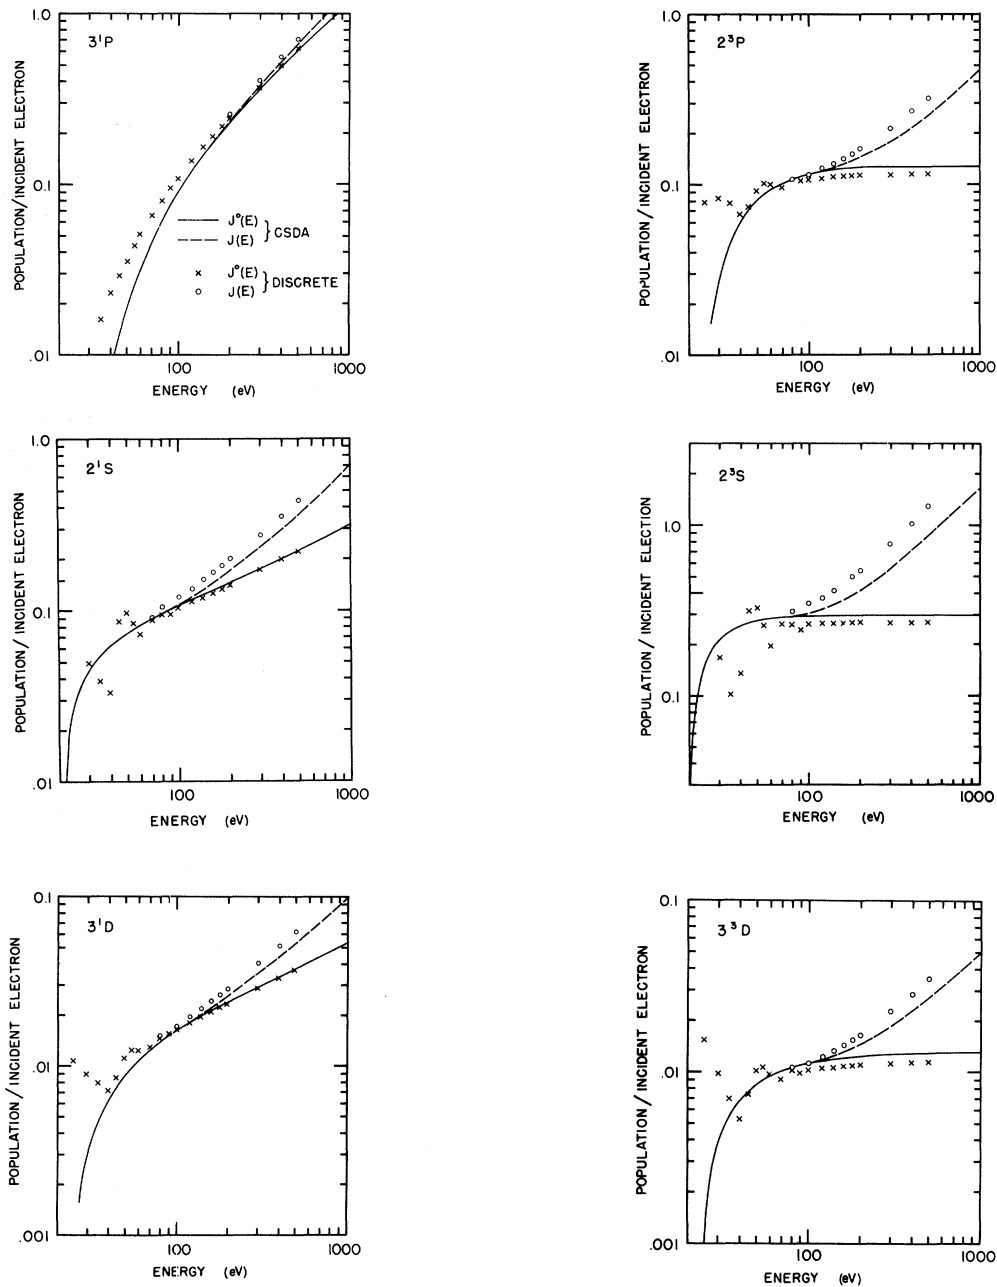 3¹P
POPULATION/INCIDENT ELECTRON
1.0
0.1
.01
J°(E)
J(E)
} CSDA
J°(E)
J(E)
} DISCRETE
100
1000
ENERGY (eV)
2³P
POPULATION/INCIDENT ELECTRON
1.0
0.1
.01
100
1000
ENERGY (eV)
2¹S
POPULATION/INCIDENT ELECTRON
1.0
0.1
.01
100
1000
ENERGY (eV)
2³S
POPULATION/INCIDENT ELECTION
1.0
0.1
100
1000
ENERGY (eV)
3¹D
POPULATION/INCIDENT ELECTRON
0.1
.01
.001
100
1000
ENERGY (eV)
3³D
POPULATION/INCIDENT ELECTRON
0.1
.01
.001
100
1000
ENERGY (eV)